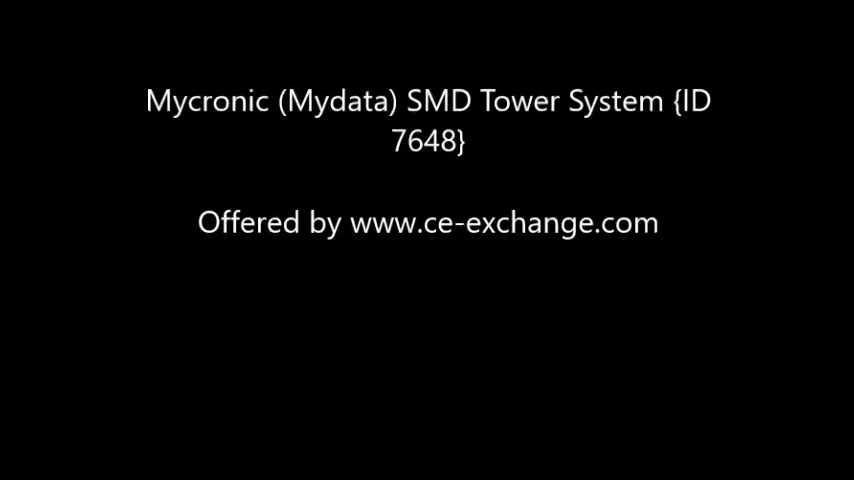 Mycronic (Mydata) SMD Tower System {ID
7648}
Offered by www.ce-exchange.com